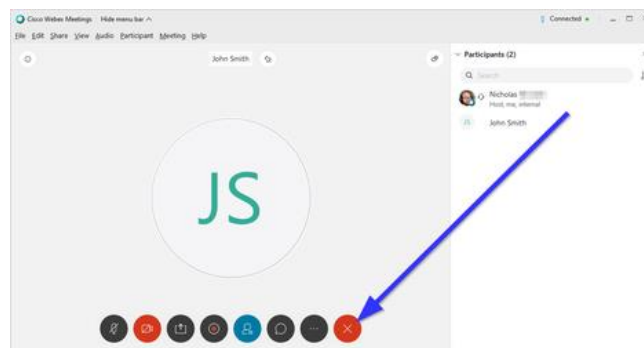 Cisco Webex Meetings Hide menu bar
Connected
File Edit Share View Audio Participant Meeting Help
John Smith
Participants (2)
Search
Nicholas
Host, me, internal
JS John Smith
JS